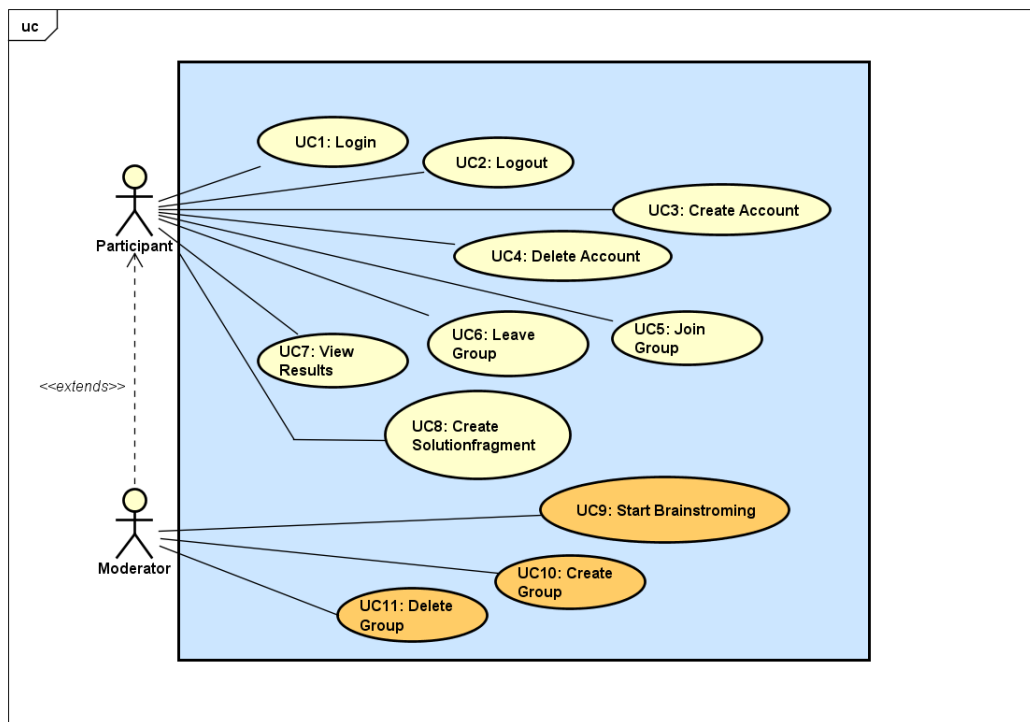 uc
UC1: Login
UC2: Logout
UC3: Create Account
Participant
UC4: Delete Account
UC6: Leave
Group
UC5: Join
Group
UC7: View
Results
<<extends>>
UC8: Create
Solutionfragment
UC9: Start Brainstroming
Moderator
UC10: Create
Group
UC11: Delete
Group